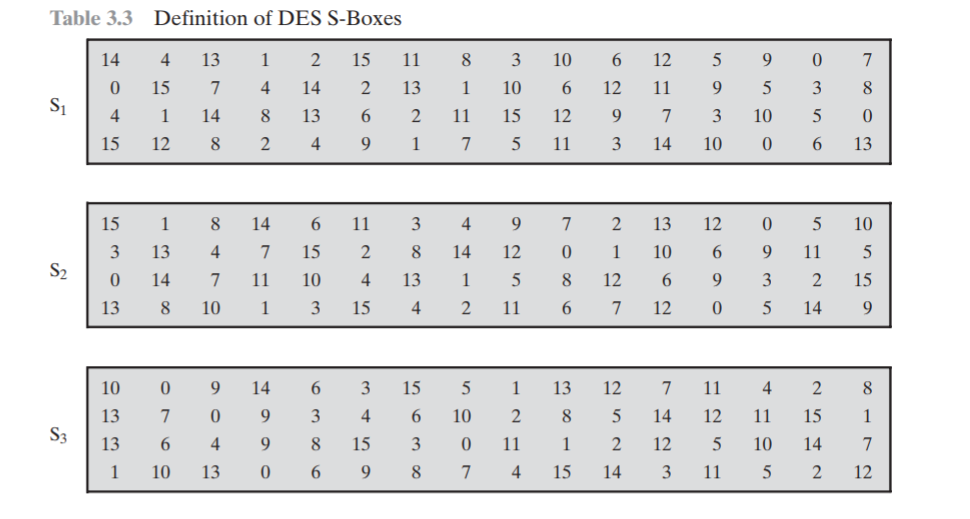 Table 3.3 Definition of DES S-Boxes
14 4 13 1 2 15 11 8 3 10 6 12 5 9 0 7
0 15 7 4 14 2 13 1 10 6 12 11 9 5 3 8
S1
4 1 14 8 13 6 2 11 15 12 9 7 3 10 5 0
15 12 8 2 4 9 1 7 5 11 3 14 10 0 6 13
15 1 8 14 6 11 3 4 9 7 2 13 12 0 5 10
3 13 4 7 15 2 8 14 12 0 1 10 6 9 11 5
S2
0 14 7 11 10 4 13 1 5 8 12 6 9 3 2 15
13 8 10 1 3 15 4 2 11 6 7 12 0 5 14 9
10 0 9 14 6 3 15 5 1 13 12 7 11 4 2 8
13 7 0 9 3 4 6 10 2 8 5 14 12 11 15 1
S3
13 6 4 9 8 15 3 0 11 1 2 12 5 10 14 7
1 10 13 0 6 9 8 7 4 15 14 3 11 5 2 12